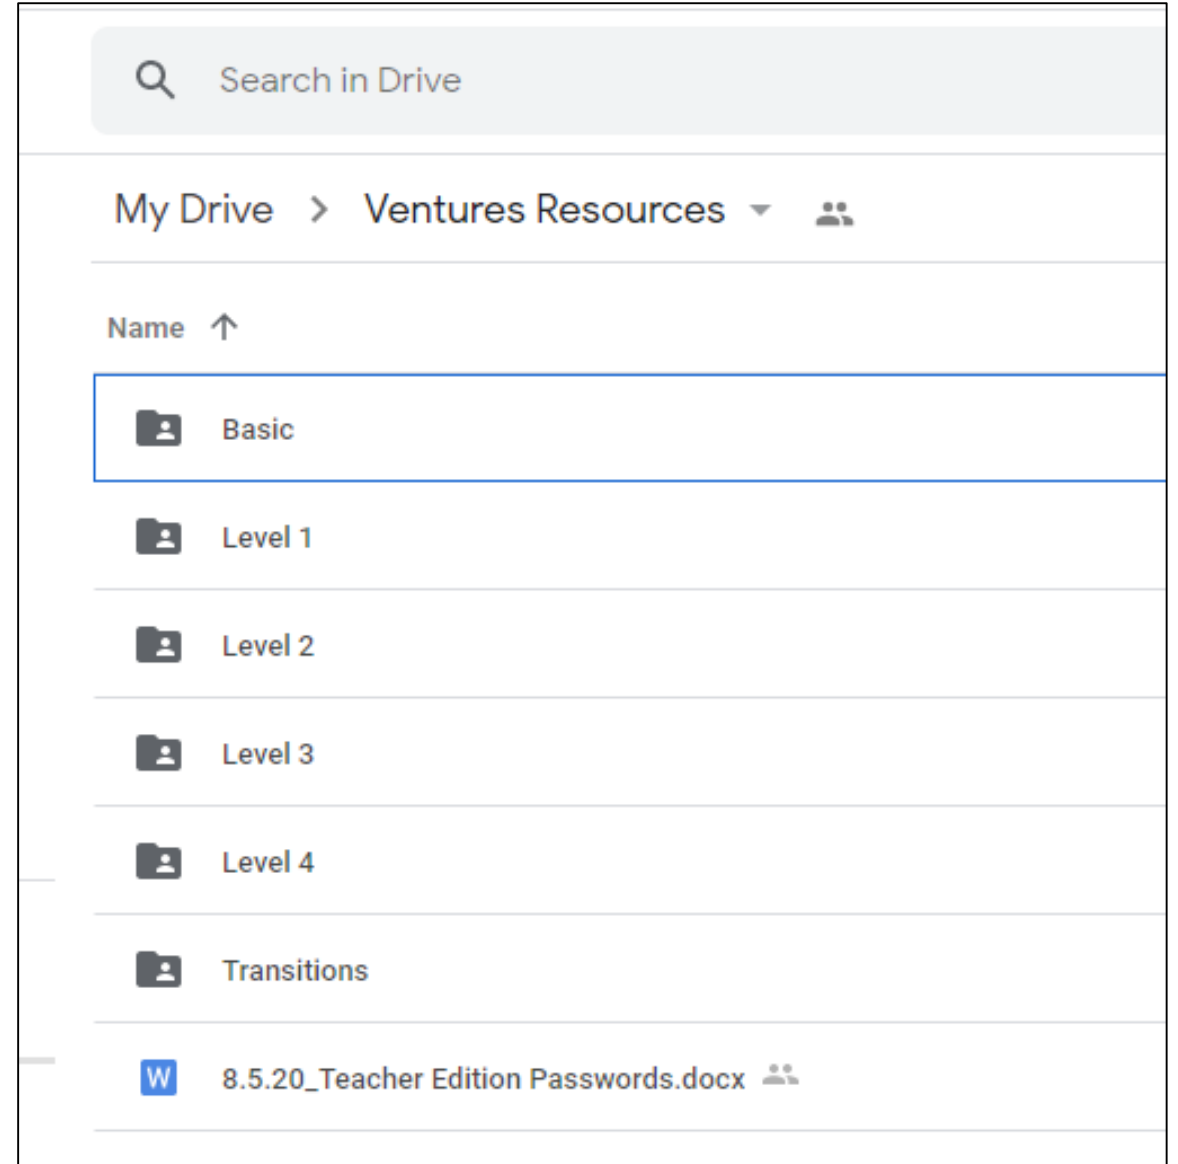 Search in Drive
My Drive > Ventures Resources
Name
Basic
Level 1
Level 2
Level 3
Level 4
Transitions
W 8.5.20_Teacher Edition Passwords.docx